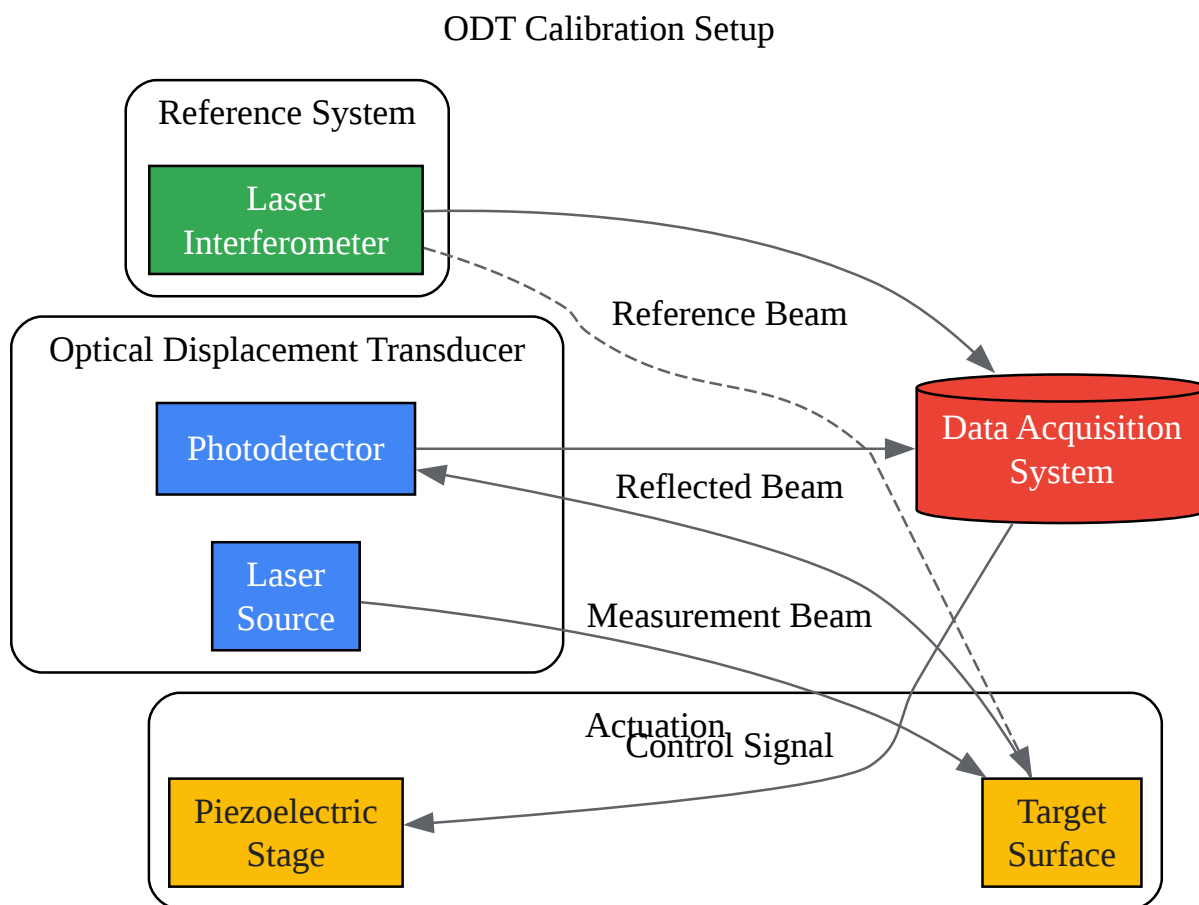 ODT Calibration Setup
Reference System
Laser
Interferometer
Reference Beam
Optical Displacement Transducer
Photodetector
Data Acquisition
System
Reflected Beam
Laser
Source
Measurement Beam
Actuation
Control Signal
Piezoelectric
Stage
Target
Surface